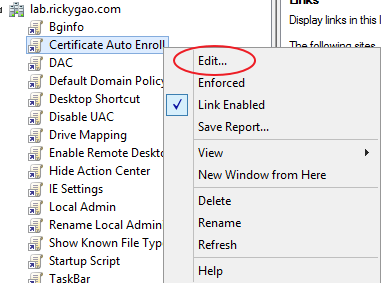 lab.rickygao.com
Bginfo
Certificate Auto Enroll
DAC
Default Domain Policy
Desktop Shortcut
Disable UAC
Drive Mapping
Enable Remote Desktop
Hide Action Center
IE Settings
Local Admin
Rename Local Admin
Show Known File Type
Startup Script
TaskBar
Links
Display links in this l
The following sites,
Edit...
Enforced
Link Enabled
Save Report...
View
New Window from Here
Delete
Rename
Refresh
Help